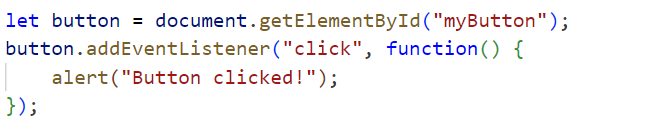 let button = document.getElementById("myButton");
button.addEventListener("click", function() {
    alert("Button clicked!");
});